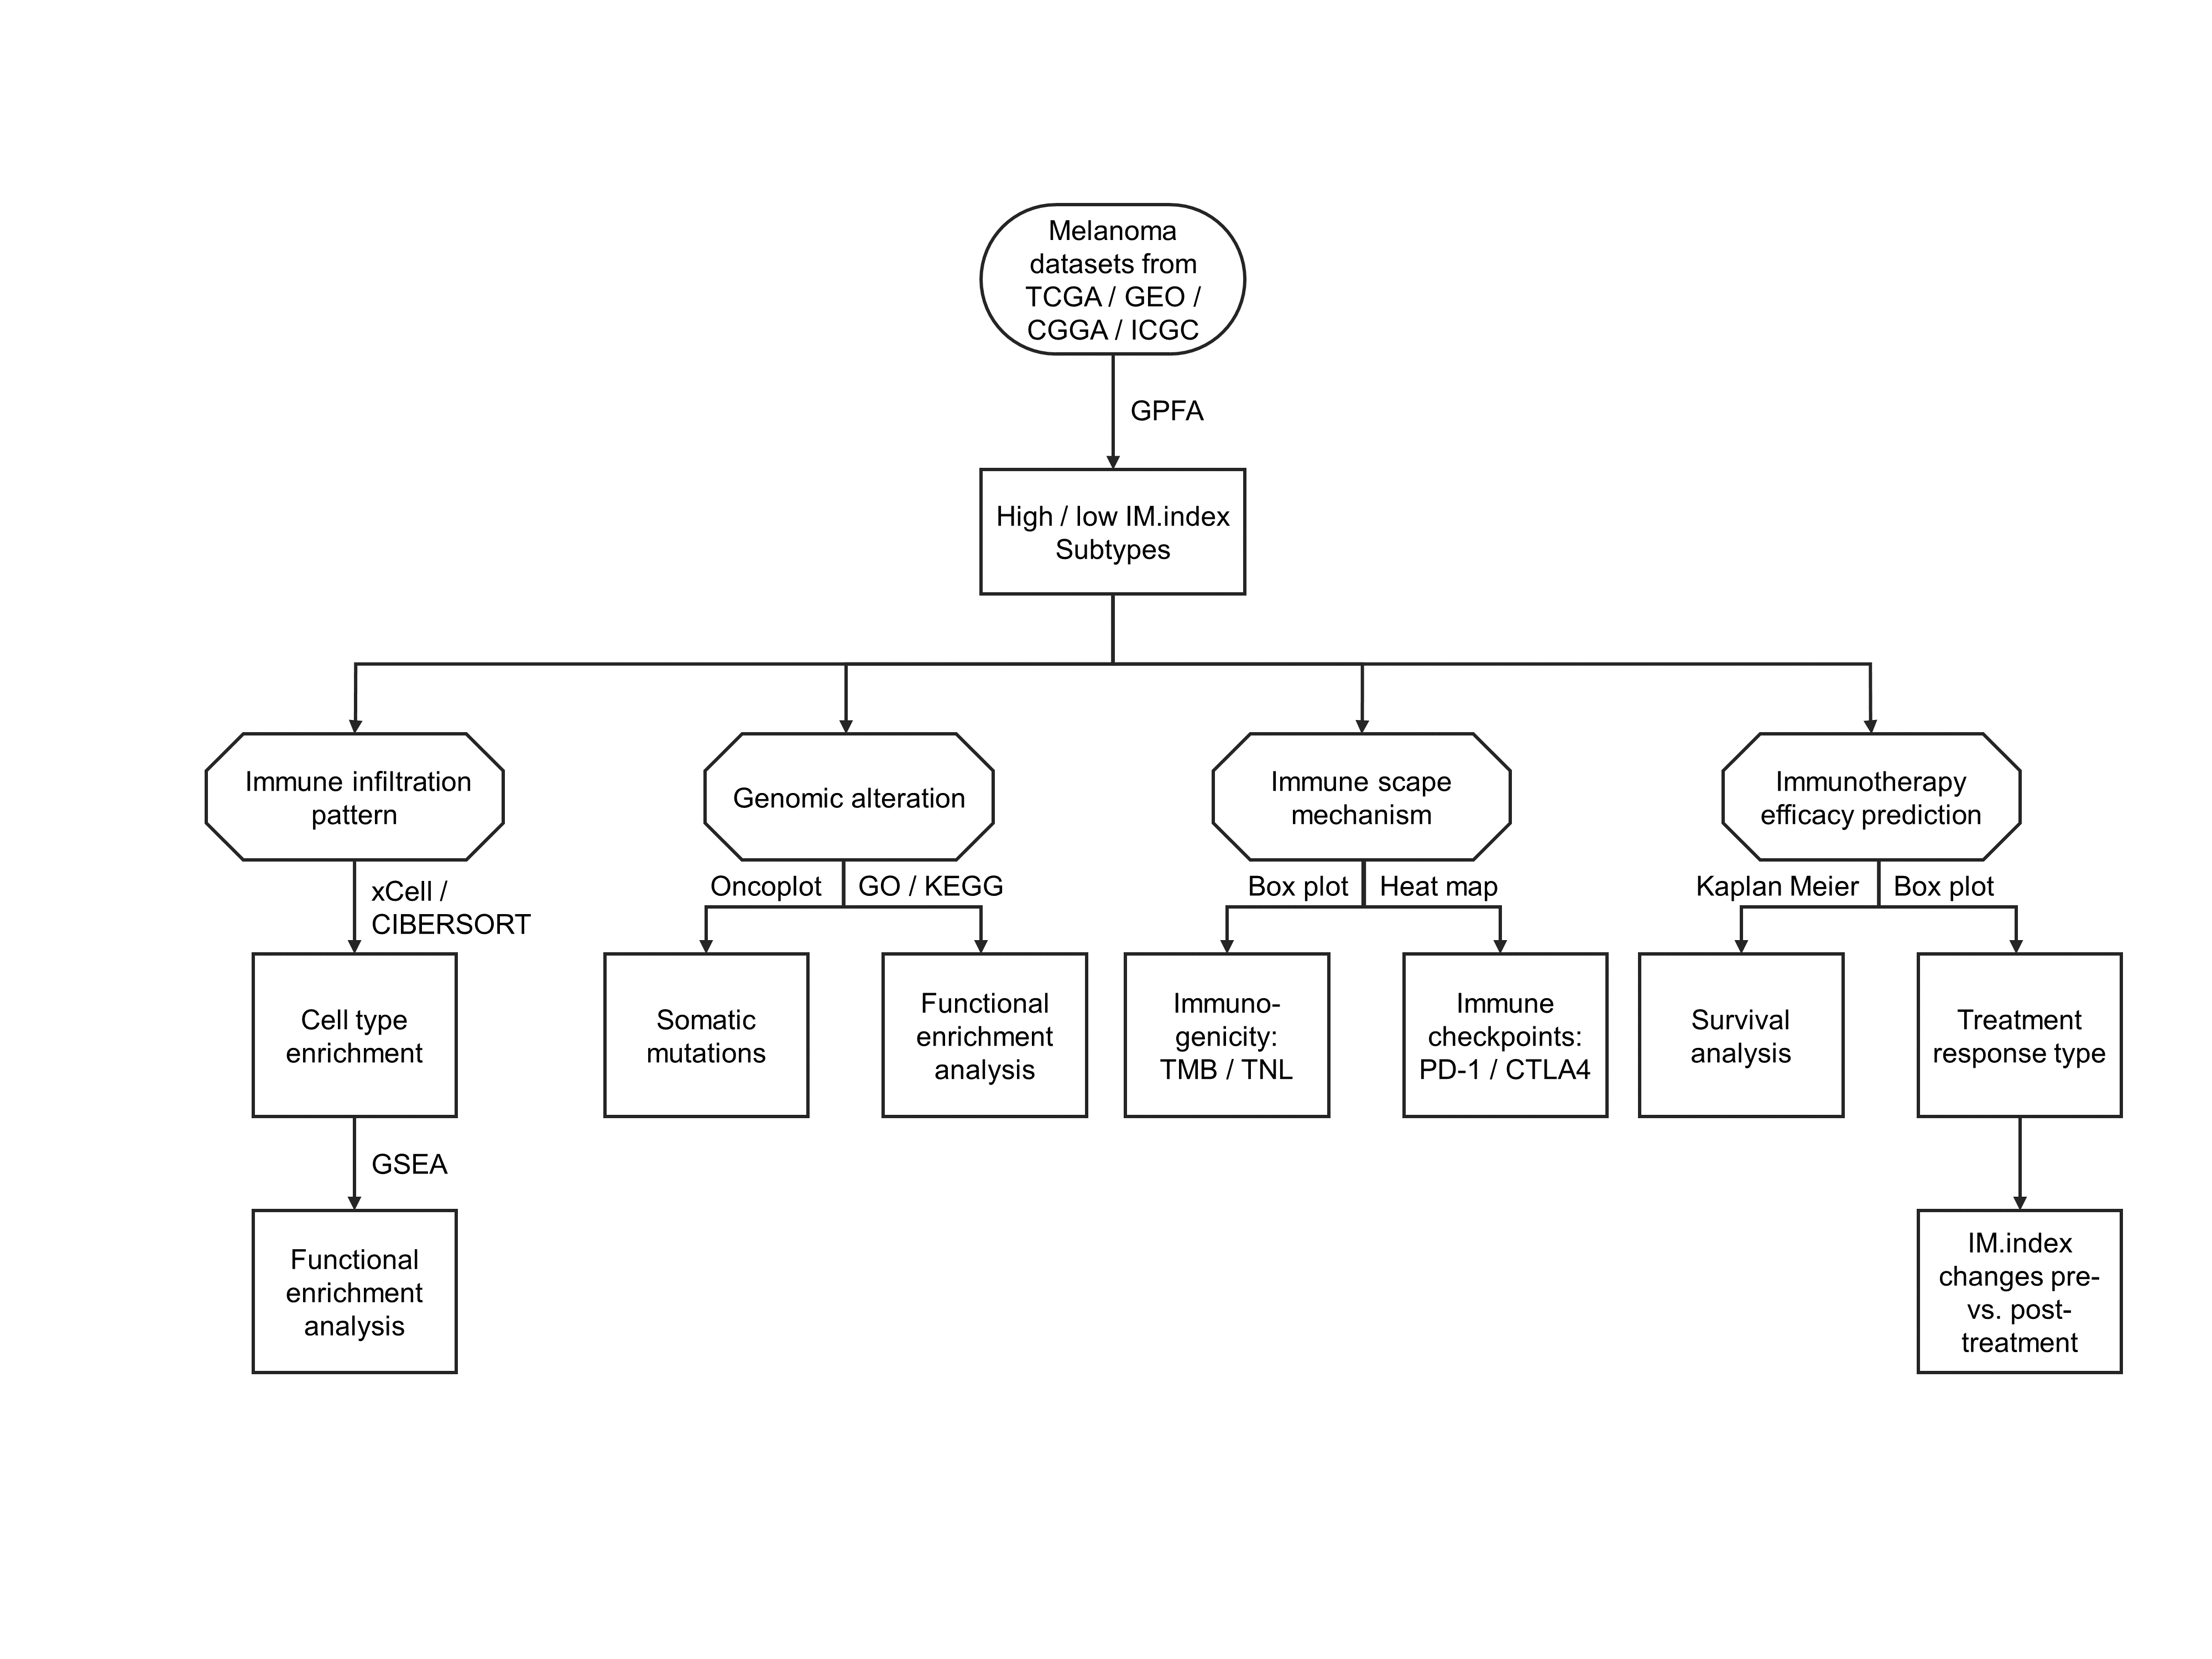 Melanoma
datasets from
TCGA / GEO /
CGGA / ICGC
GPFA
High / low IM.index
Subtypes
Immune infiltration
pattern
Genomic alteration
Immune scape
mechanism
Immunotherapy
efficacy prediction
xCell /
CIBERSORT
Oncoplot
GO / KEGG
Box plot
Heat map
Kaplan Meier
Box plot
Cell type
enrichment
Somatic
mutations
Functional
enrichment
analysis
Immuno-
genicity:
TMB / TNL
Immune
checkpoints:
PD-1 / CTLA4
Survival
analysis
Treatment
response type
GSEA
Functional
enrichment
analysis
IM.index
changes pre-
vs. post-
treatment